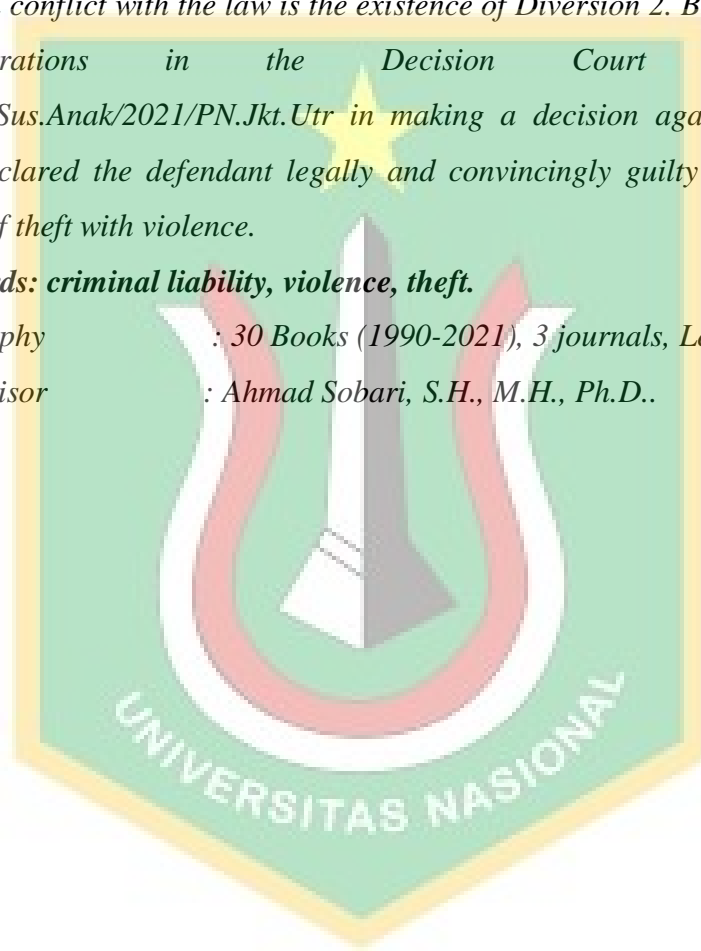 conflict with the law is the existence of Diversion 2. B
rations in the Decision Court
Sus.Anak/2021/PN.Jkt.Utr in making a decision aga
clared the defendant legally and convincingly guilty
f theft with violence.
ds: criminal liability, violence, theft.
phy : 30 Books (1990-2021), 3 journals, L
isor : Ahmad Sobari, S.H., M.H., Ph.D..
UNIVERSITAS NASIONAL